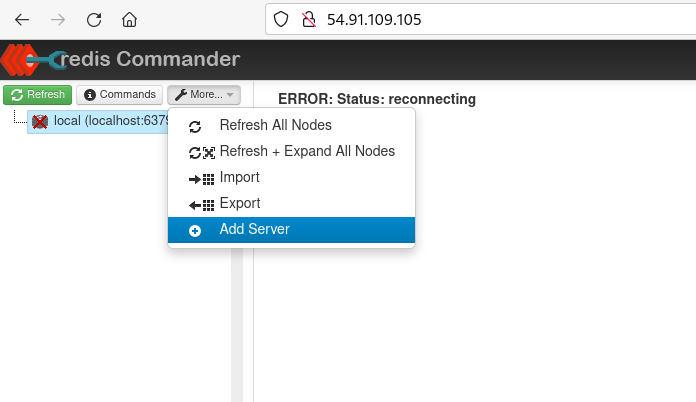 54.91.109.105
redis Commander
Refresh
Commands
More...
ERROR: Status: reconnecting
local (localhost:6379
Refresh All Nodes
Refresh + Expand All Nodes
Import
Export
Add Server